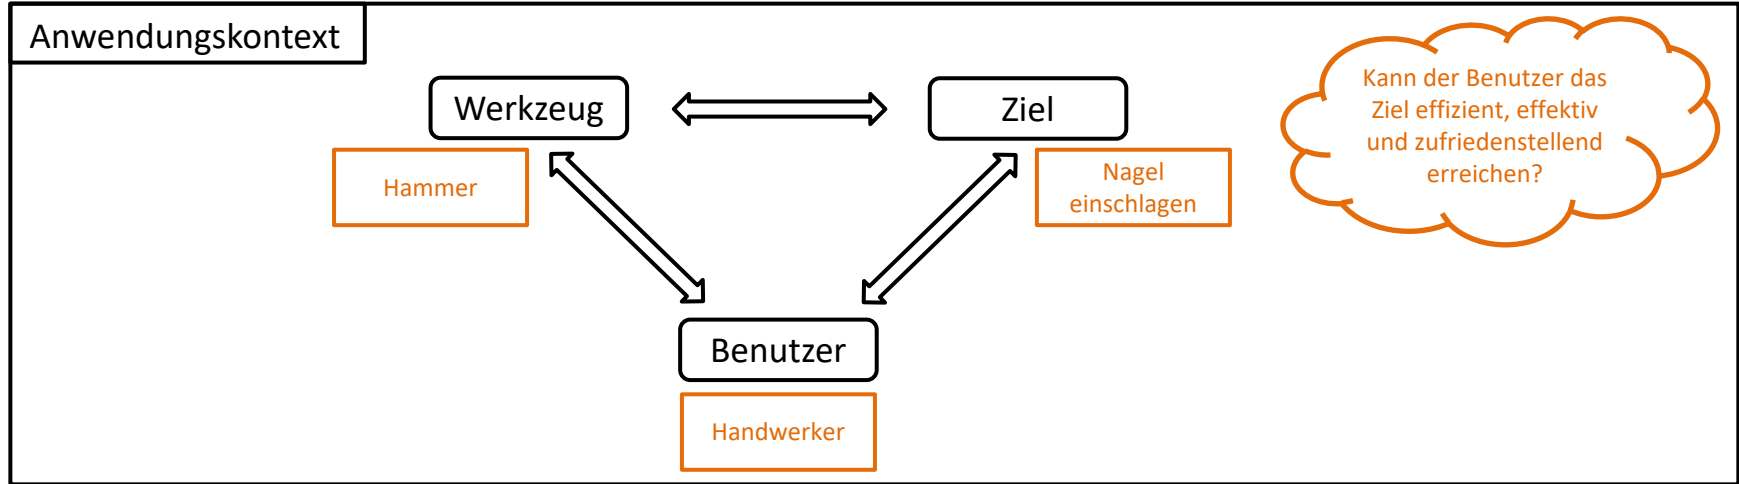 Anwendungskontext
Werkzeug
Ziel
Kann der Benutzer das
Ziel effizient, effektiv
und zufriedenstellend
erreichen?
Hammer
Nagel
einschlagen
Benutzer
Handwerker